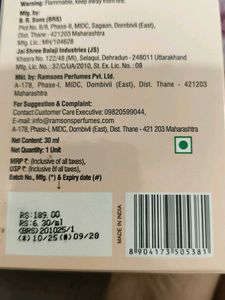 Warning: Flammable, keep away from fire.
Mfg. by:
B. R. Sons (BRS)
Plot No. 8/8, Phase-I, MIDC, Sagaon, Dombivli (East),
Dist. Thane - 421203 Maharashtra
Mfg. Lic.: MH/104628
Jai Shree Balaji Industries (JS)
Khasra No. 122/48 (MI), Selaqui, Dehradun - 248011 Uttarakhand
Mfg. Lic. No.: 37/C/UA/2010, St. Ex. Lic. No.: 08
Mkt. by: Ramsons Perfumes Pvt. Ltd.
A-178, Phase-I, MIDC, Dombivli (East), Dist. Thane - 421203
Maharashtra
For Suggestion & Complaint:
Contact Customer Care Executive: 09820599044,
E-mail: info@ramsonsperfumes.com
A-178, Phase-I, MIDC, Dombivli (East), Dist. Thane - 421 203
Maharashtra
Net Content: 30 ml
Net Quantity: 1 Unit
MRP ₹: (Inclusive of all taxes),
USP ₹: (Inclusive of all taxes),
Batch No., Mfg. (*) & Expiry date (#)
RS:189.00
RS:6.30/ml
(BRS)201025/1
(*)10/25(#)09/28
MADE IN INDIA
8 904173 505381